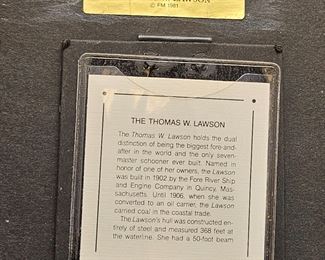 LAWSON
© FM 1981
THE THOMAS W. LAWSON
The Thomas W. Lawson holds the dual
distinction of being the biggest fore-and-
after in the world and the only seven-
master schooner ever built. Named in
honor of one of her owners, the Lawson
was built in 1902 by the Fore River Ship
and Engine Company in Quincy, Mas-
sachusetts. Until 1906, when she was
converted to an oil carrier, the Lawson
carried coal in the coastal trade.
The Lawson's hull was constructed en-
tirely of steel and measured 368 feet at
the waterline. She had a 50-foot beam